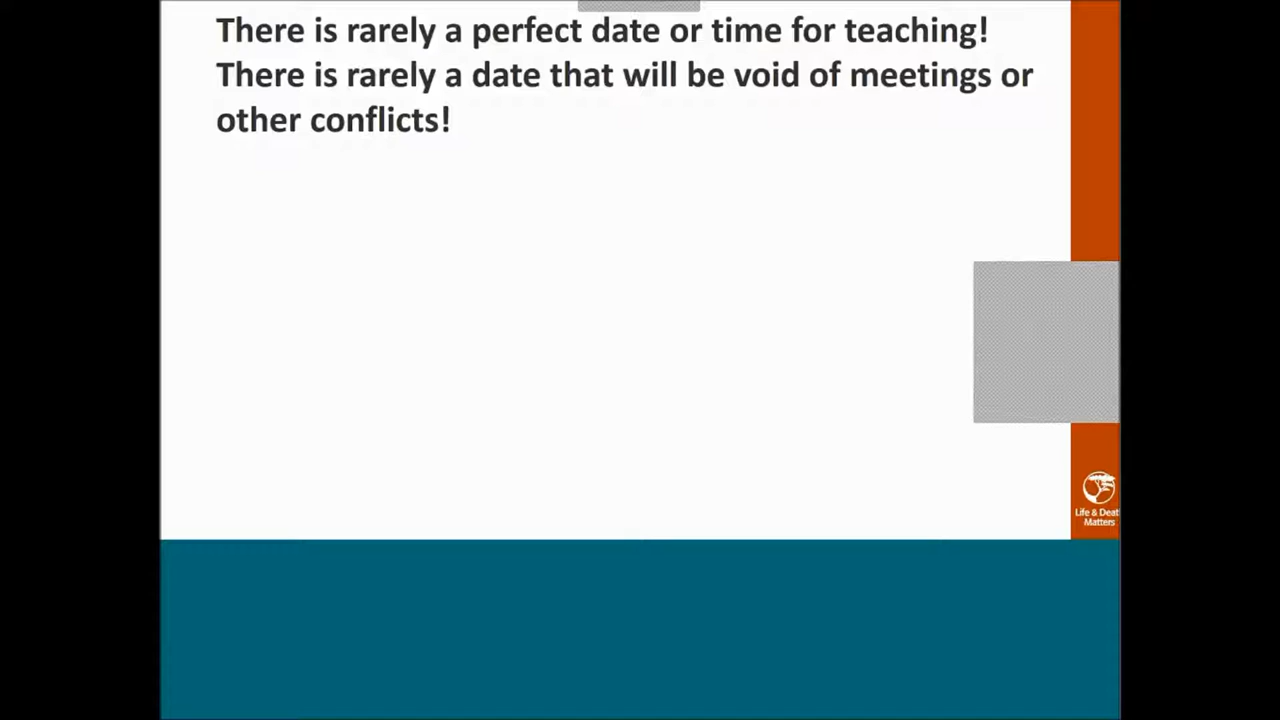 There is rarely a perfect date or time for teaching!
There is rarely a date that will be void of meetings or
other conflicts!
Life & Deat
Matters